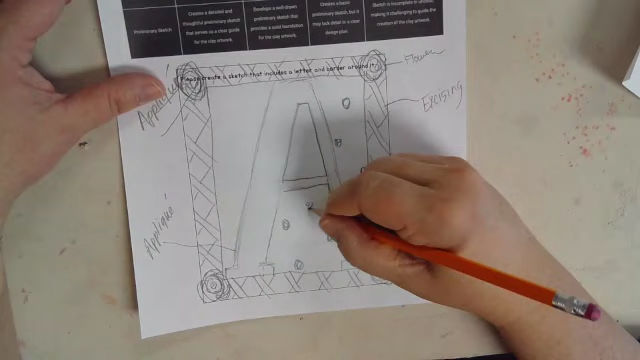 Preliminary Sketch
Creates a detailed and
thoughtful preliminary sketch
that serves as a clear guide
for the clay artwork.
Develops a well-drawn
preliminary sketch that
provides a solid foundation
for the clay artwork.
Creates a basic
preliminary sketch, but it
may lack detail or a clear
design plan.
Sketch is incomplete or unclear,
making it challenging to guide the
creation of the clay artwork.
create a sketch that includes a letter and border around it
Flower
Appliqué
Excising
A
Appliqué